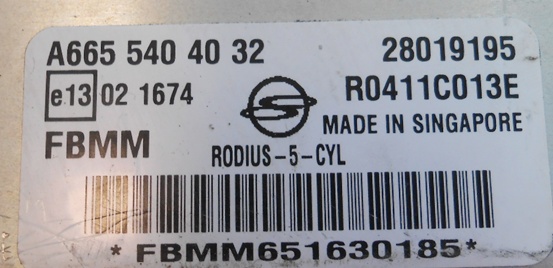 A665 540 40 32 28019195
e13 02 1674 R0411C013E
FBMM MADE IN SINGAPORE
RODIUS-5-CYL
* FBMM651630185*